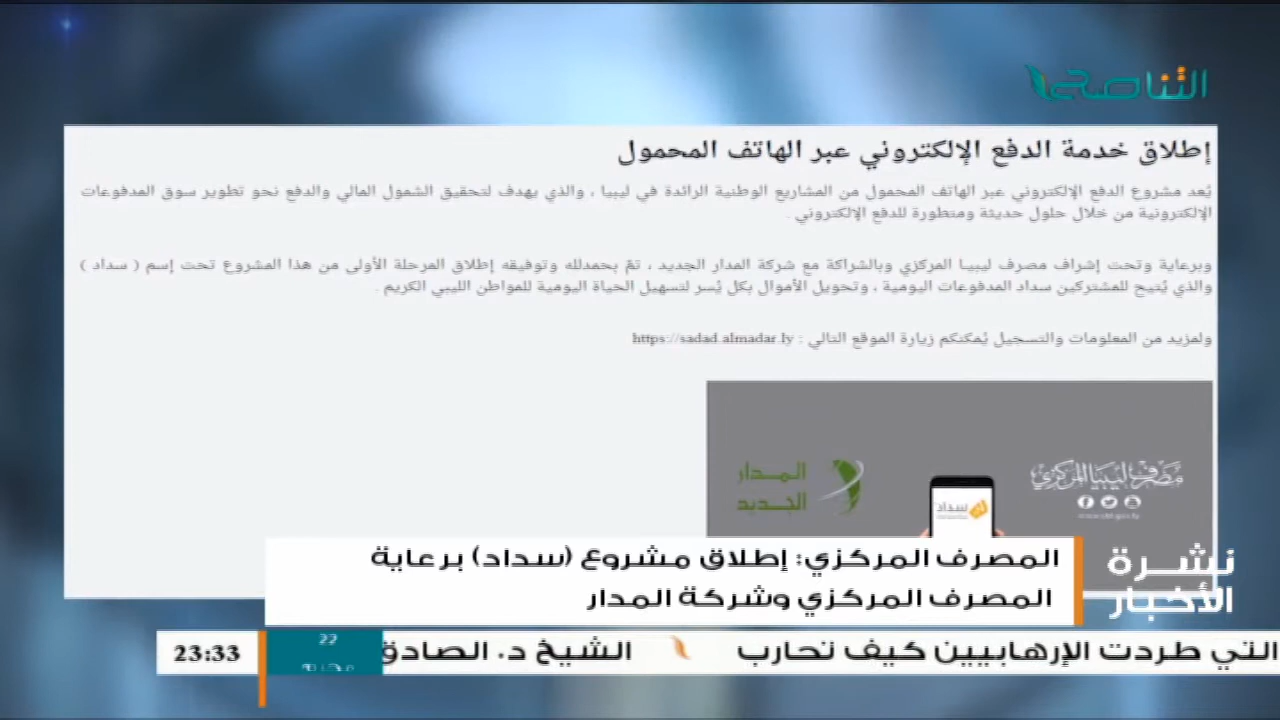 التناصح
إطلاق خدمة الدفع الإلكتروني عبر الهاتف المحمول
يُعد مشروع الدفع الإلكتروني عبر الهاتف المحمول من المشاريع الوطنية الرائدة في ليبيا ، والذي يهدف لتحقيق الشمول المالي والدفع نحو تطوير سوق المدفوعات
الإلكترونية من خلال حلول حديثة ومتطورة للدفع الإلكتروني .
وبرعاية وتحت إشراف مصرف ليبيا المركزي وبالشراكة مع شركة المدار الجديد ، تمّ بحمدلله وتوفيقه إطلاق المرحلة الأولى من هذا المشروع تحت إسم ( سداد )
والذي يُتيح للمشتركين سداد المدفوعات اليومية ، وتحويل الأموال بكل يُسر لتسهيل الحياة اليومية للمواطن الليبي الكريم .
ولمزيد من المعلومات والتسجيل يُمكنكم زيارة الموقع التالي : https://sadad.almadar.ly
مصرف ليبيا المركزي
www.cbl.gov.ly
سداد
المدار
الجديد
نشرة
الأخبار
المصرف المركزي: إطلاق مشروع (سداد) برعاية
المصرف المركزي وشركة المدار
التي طردت الإرهابيين كيف تحارب
الشيخ د. الصادق
22
23:33